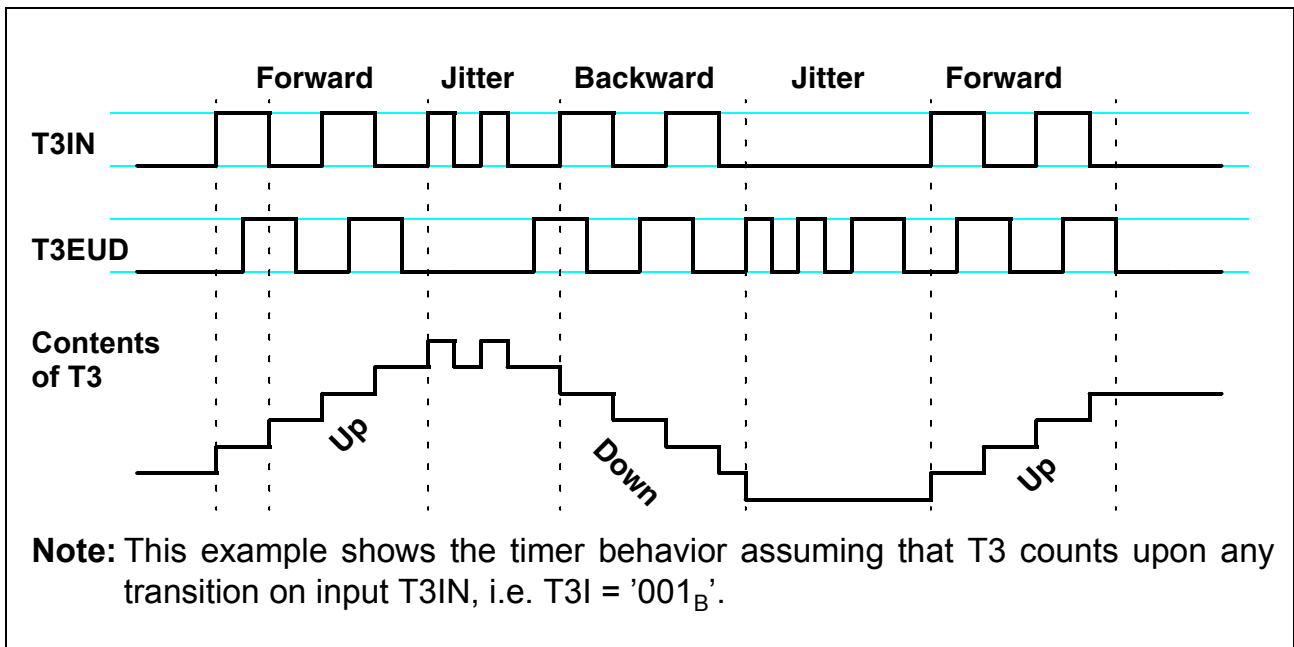 Forward Jitter Backward Jitter Forward
T3IN
T3EUD
Contents
of T3
Up
Down
Up
Note: This example shows the timer behavior assuming that T3 counts upon any
transition on input T3IN, i.e. T3I = ’001B’.